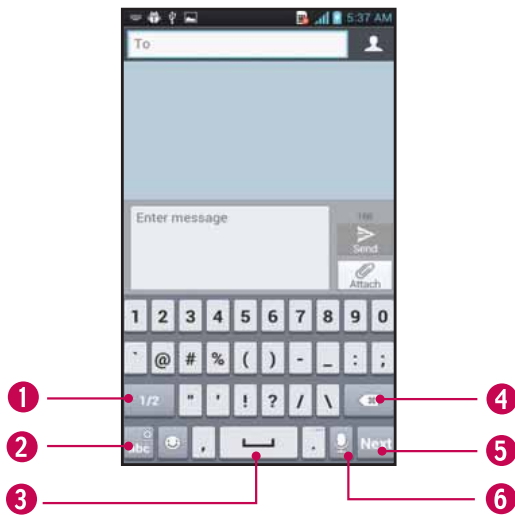 5:37 AM
To
Enter message
160
Send
Attach
1 2 3 4 5 6 7 8 9 0
` @ # % ( ) - _ : ;
1 1/2 " ' ! ? / \ 4
2 abc , . Next 5
3 6